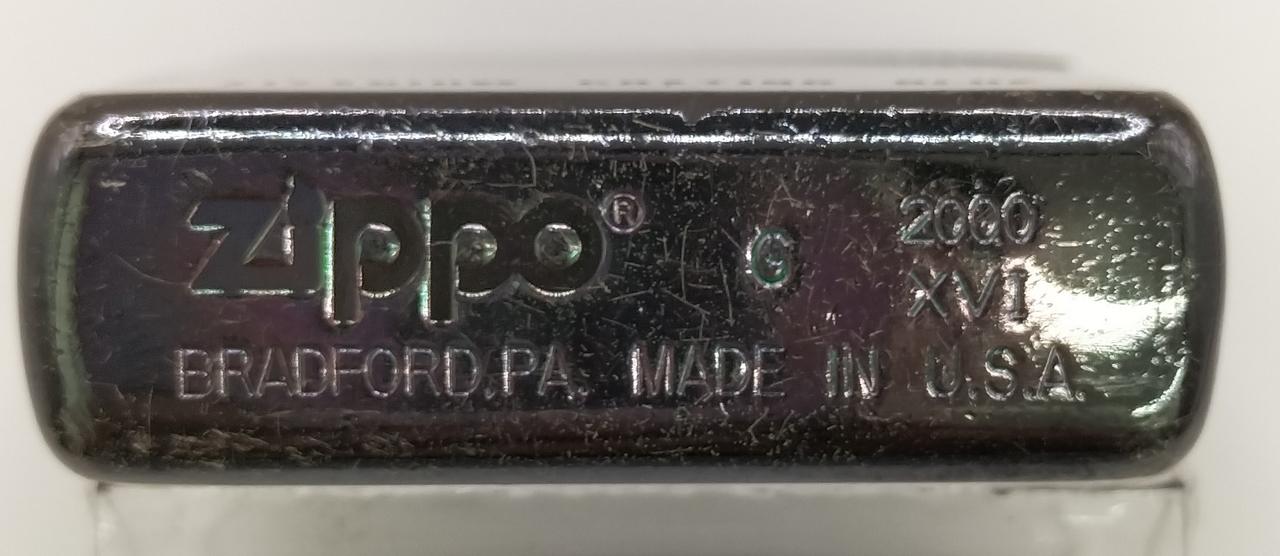 Zippo® G 2000
XVI
BRADFORD,PA. MADE IN U.S.A.